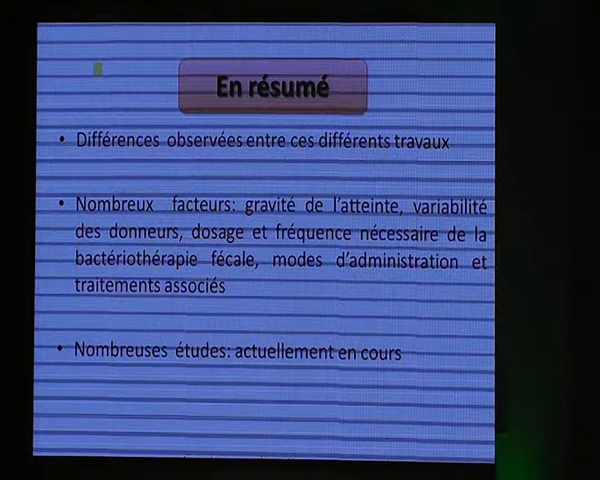 En résumé
• Différences observées entre ces différents travaux
• Nombreux facteurs: gravité de l'atteinte, variabilité
des donneurs, dosage et fréquence nécessaire de la
bactériothérapie fécale, modes d'administration et
traitements associés
• Nombreuses études: actuellement en cours